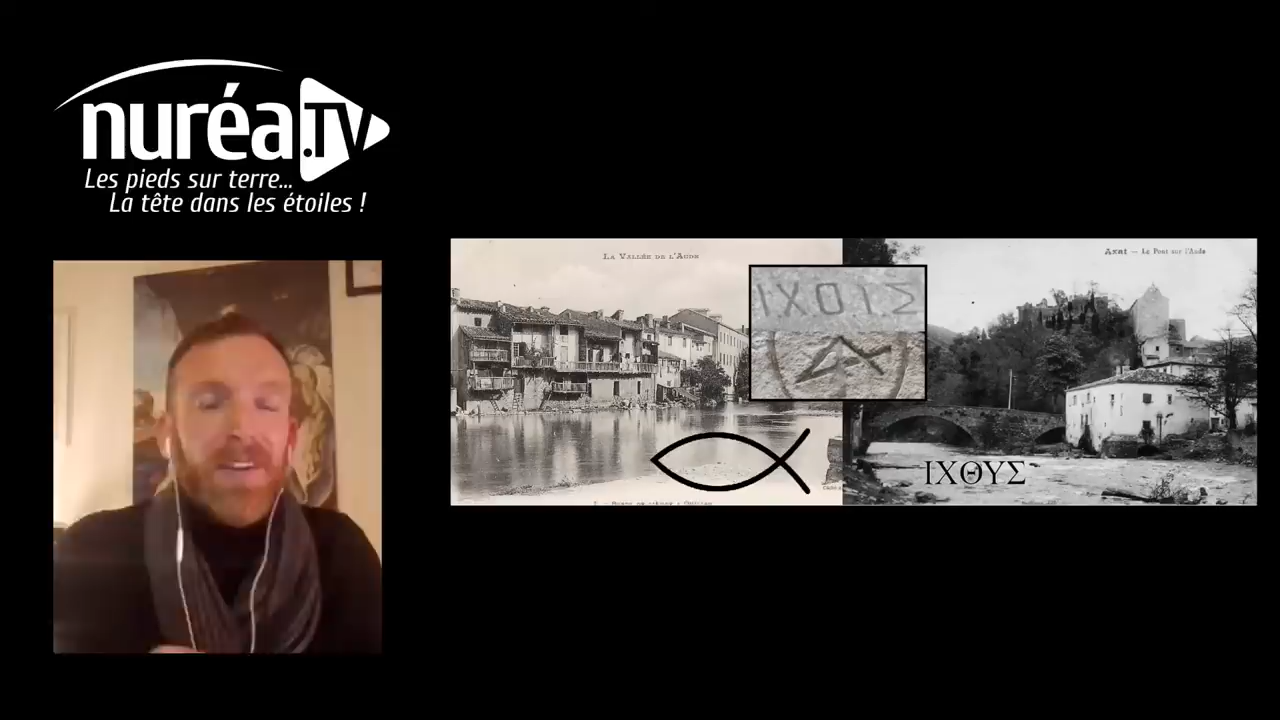 nuréa.TV
Les pieds sur terre...
La tête dans les étoiles !
LA VALLÉE DE L'AUDE
Axat — Le Pont sur l'Aude
ΙΧΟΙΣ
ΙΧΘΥΣ